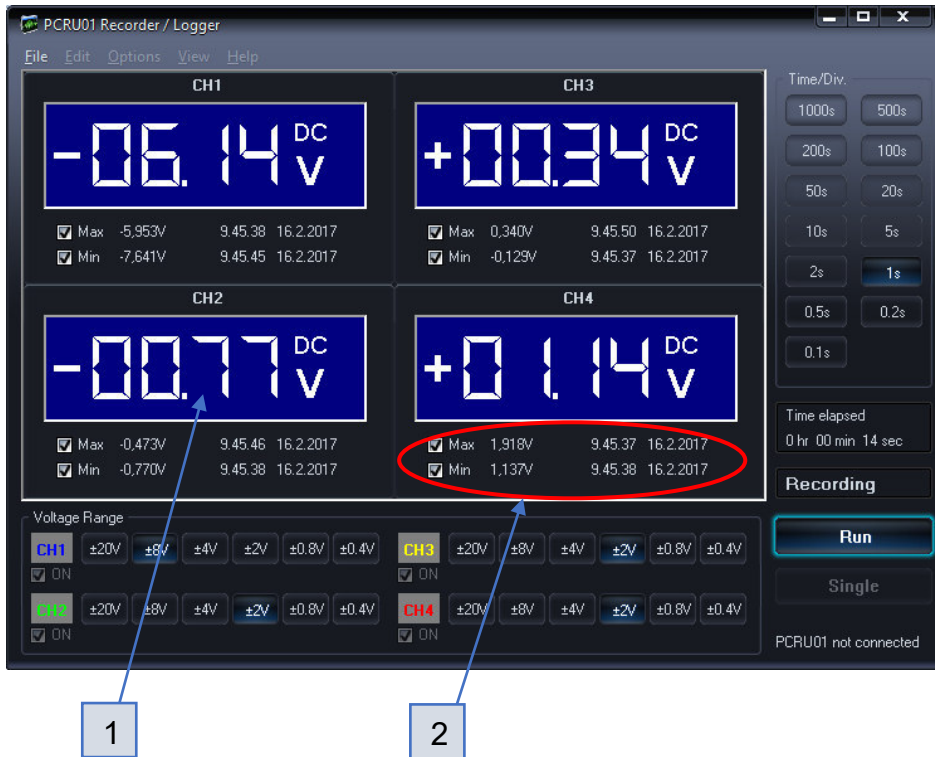 PCRU01 Recorder / Logger
File Edit Options View Help
CH1
-06.14 DC V
Max -5,953V 9.45.38 16.2.2017
Min -7,641V 9.45.45 16.2.2017
CH3
+00.34 DC V
Max 0,340V 9.45.50 16.2.2017
Min -0,129V 9.45.37 16.2.2017
CH2
-00.77 DC V
Max -0,473V 9.45.46 16.2.2017
Min -0,770V 9.45.38 16.2.2017
CH4
+01.14 DC V
Max 1,918V 9.45.37 16.2.2017
Min 1,137V 9.45.38 16.2.2017
Time/Div.
1000s 500s
200s 100s
50s 20s
10s 5s
2s 1s
0.5s 0.2s
0.1s
Time elapsed
0 hr 00 min 14 sec
Recording
Run
Single
PCRU01 not connected
Voltage Range
CH1 ±20V ±8V ±4V ±2V ±0.8V ±0.4V
ON
CH3 ±20V ±8V ±4V ±2V ±0.8V ±0.4V
ON
CH2 ±20V ±8V ±4V ±2V ±0.8V ±0.4V
ON
CH4 ±20V ±8V ±4V ±2V ±0.8V ±0.4V
ON
1
2